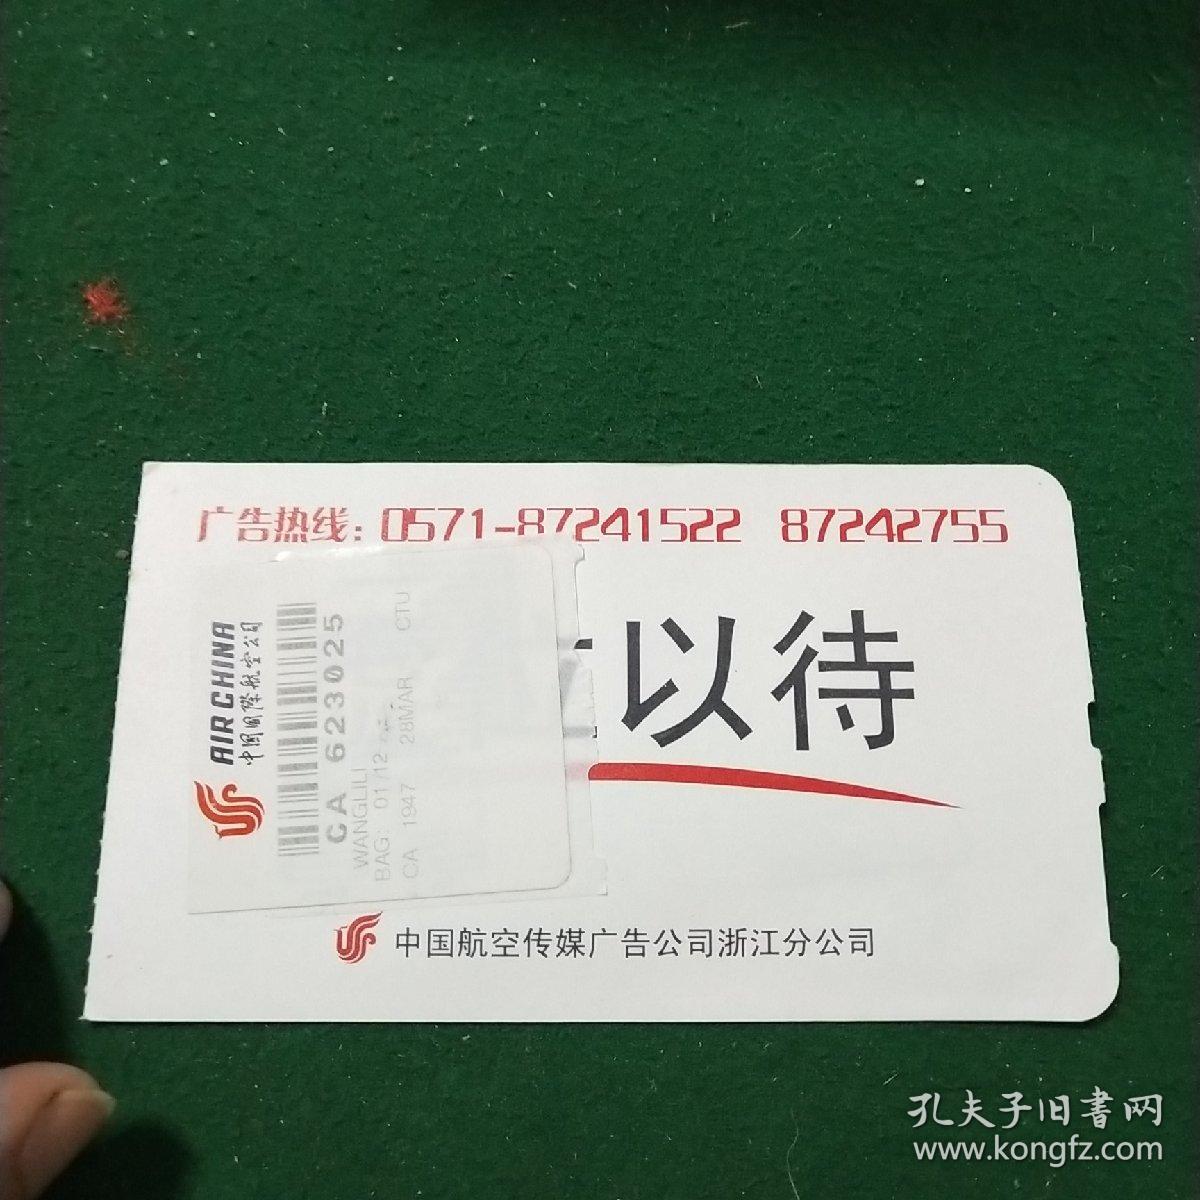 广告热线：0571-87241522 87242755
以待
AIR CHINA
中国国际航空公司
CA 623025
WANGLILI
BAG: 01/12
CA 1947 28MAR CTU
中国航空传媒广告公司浙江分公司
孔夫子旧書网
www.kongfz.com